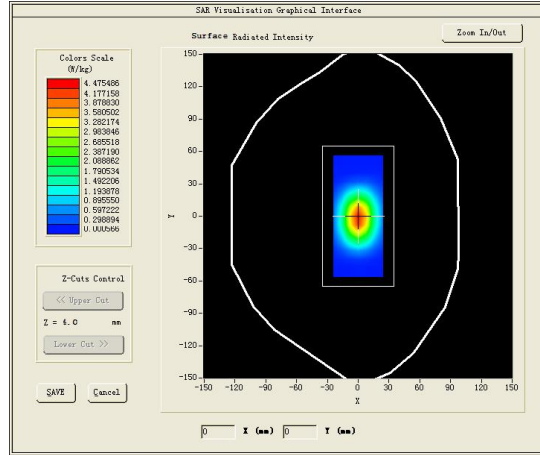 SAR Visualisation Graphical Interface
Surface Radiated Intensity
Zoom In/Out
Colors Scale
(W/kg)
4.475486
4.177158
3.878830
3.580502
3.282174
2.983846
2.685518
2.387190
2.088862
1.790534
1.492206
1.193878
0.895550
0.597222
0.298894
0.000566
150
120
90
60
30
Y
0
-30
-60
-90
-120
-150
-150 -120 -90 -60 -30 0 30 60 90 120 150
X
Z-Cuts Control
<< Upper Cut
Z = 4.0 mm
Lower Cut >>
SAVE Cancel
0 X (mm) 0 Y (mm)